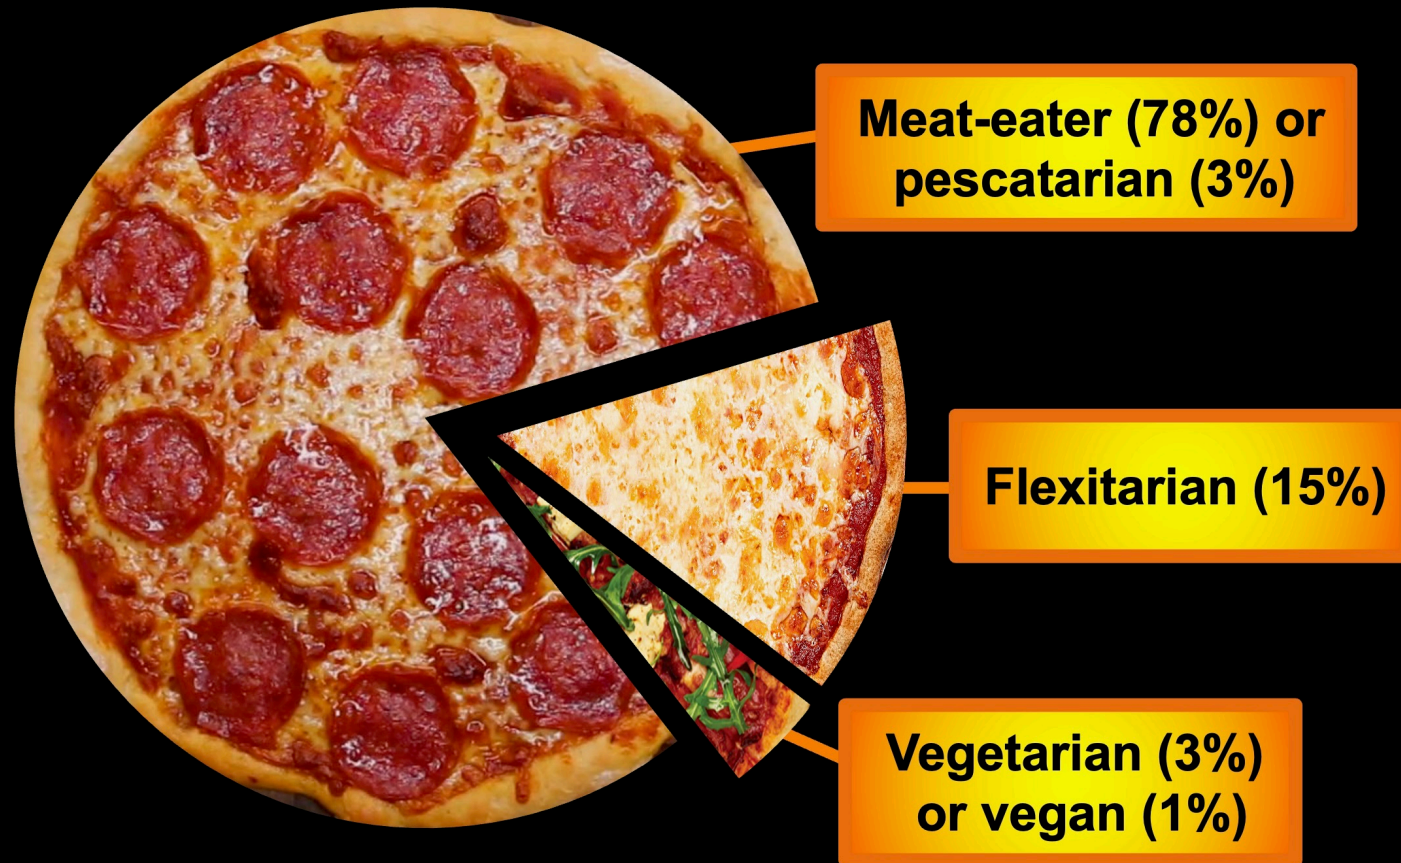 Meat-eater (78%) or
pescatarian (3%)
Flexitarian (15%)
Vegetarian (3%)
or vegan (1%)